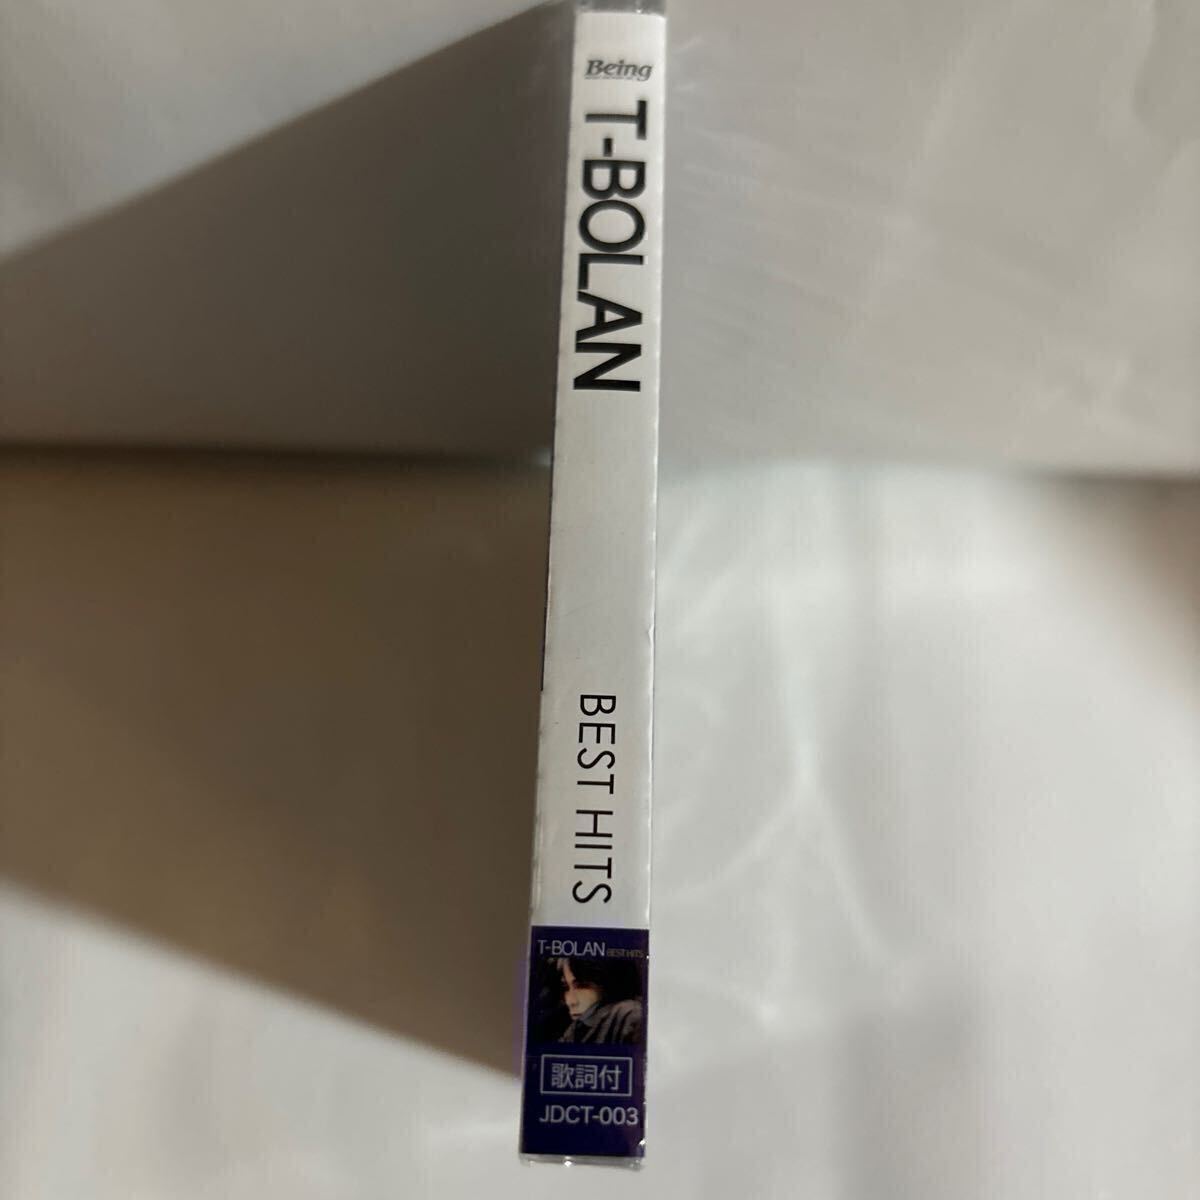 Being
T-BOLAN
BEST HITS
T-BOLAN BEST HITS
歌詞付
JDCT-003